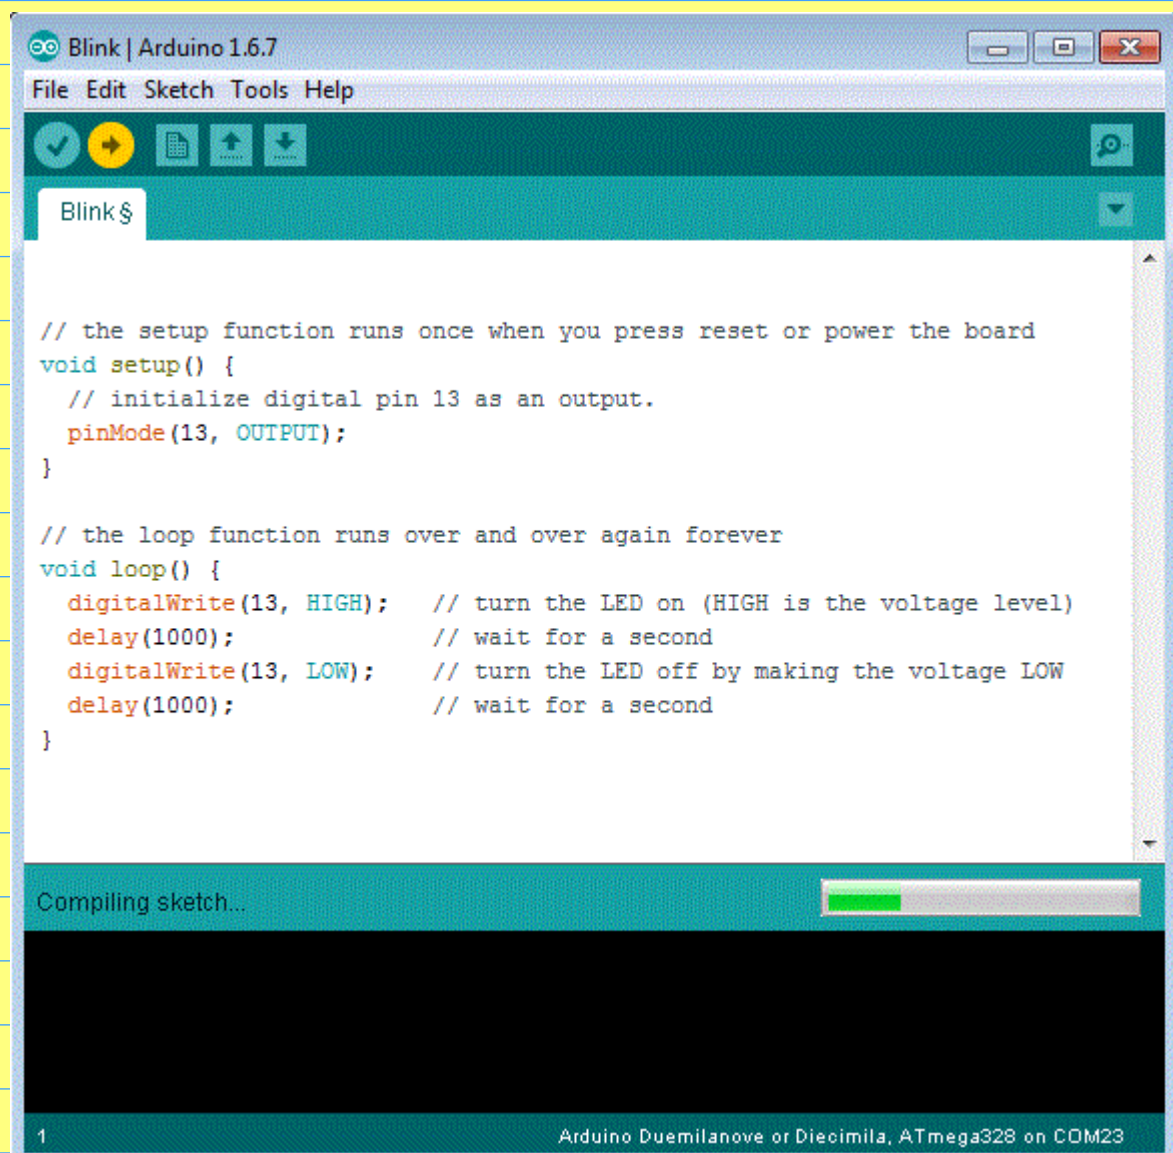 Blink | Arduino 1.6.7
File Edit Sketch Tools Help
Blink §
// the setup function runs once when you press reset or power the board
void setup() {
  // initialize digital pin 13 as an output.
  pinMode(13, OUTPUT);
}
// the loop function runs over and over again forever
void loop() {
  digitalWrite(13, HIGH);   // turn the LED on (HIGH is the voltage level)
  delay(1000);              // wait for a second
  digitalWrite(13, LOW);    // turn the LED off by making the voltage LOW
  delay(1000);              // wait for a second
}
Compiling sketch...
1 Arduino Duemilanove or Diecimila, ATmega328 on COM23